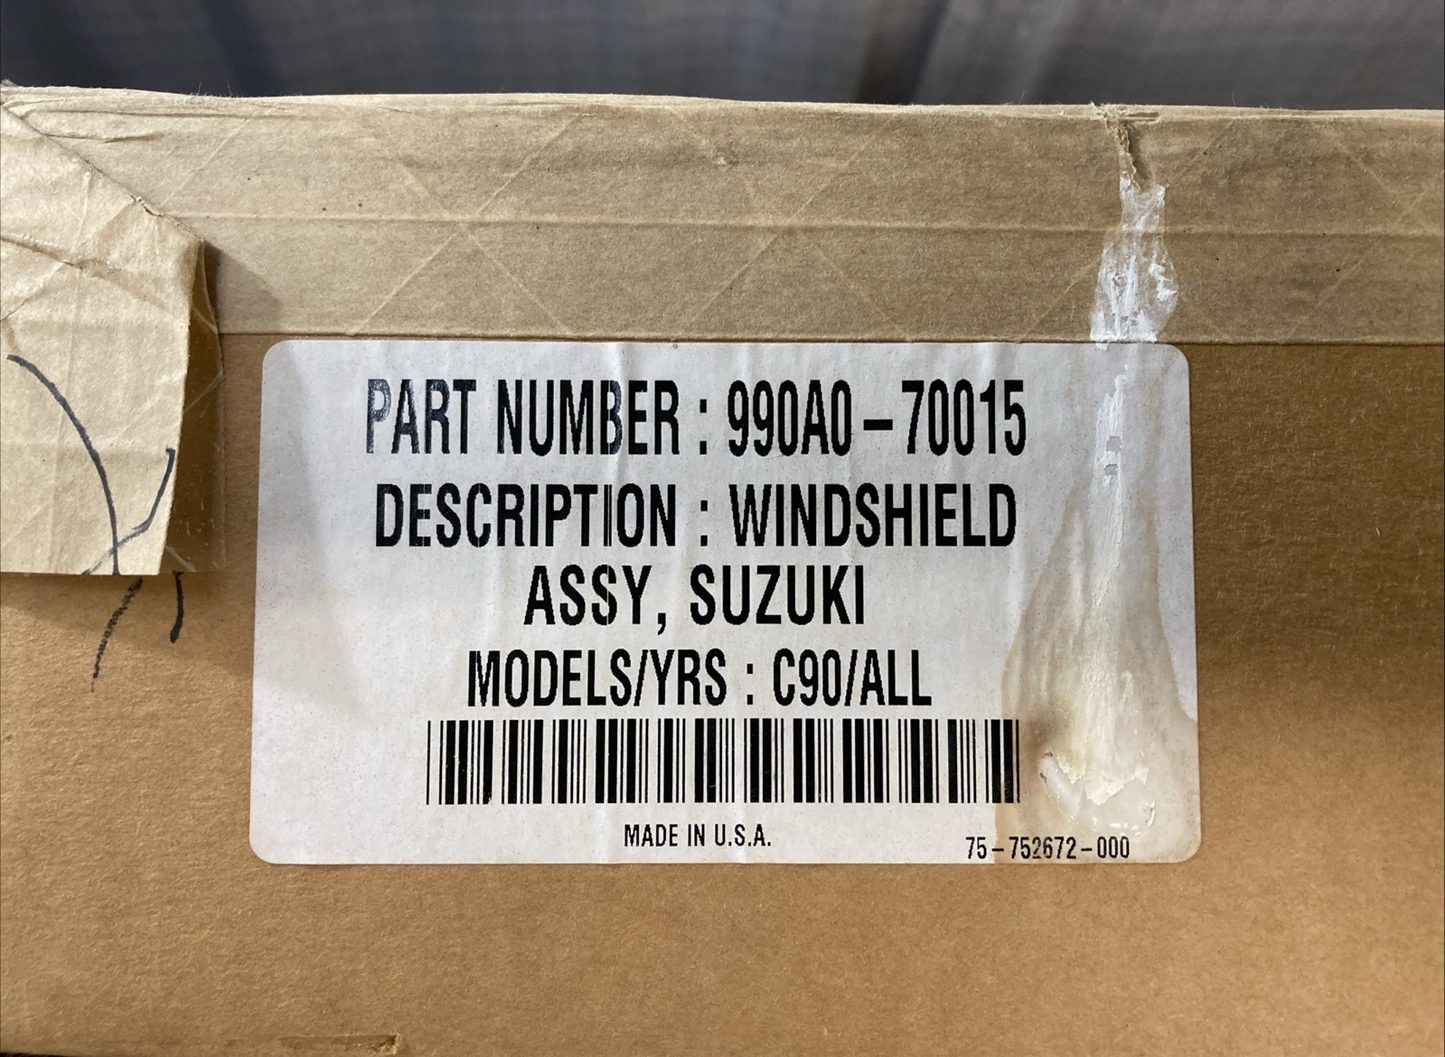 PART NUMBER : 990A0-70015
DESCRIPTION : WINDSHIELD
ASSY, SUZUKI
MODELS/YRS : C90/ALL
MADE IN U.S.A.
75-752672-000